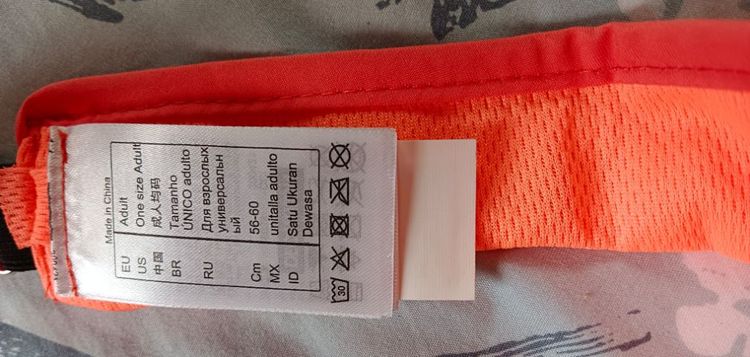 Made in China
EU Adult
US One size Adult
中国 成人均码
BR Tamanho
ÚNICO adulto
RU Для взрослых
универсальн
ый
Cm 56-60
MX unitalla adulto
ID Satu Ukuran
Dewasa
30